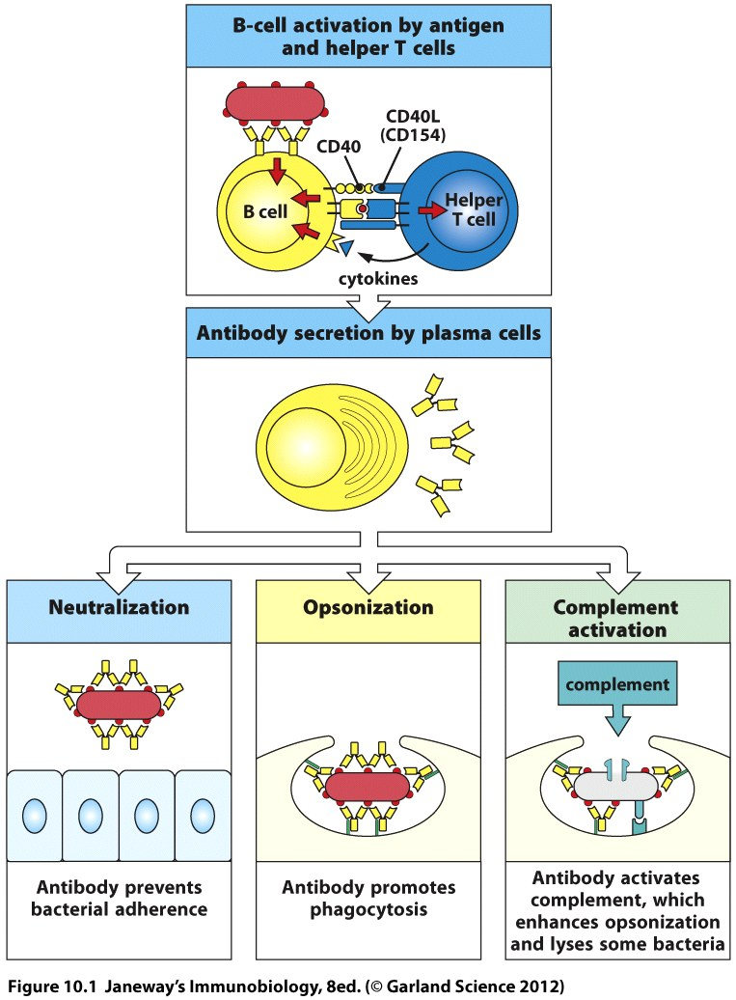 B-cell activation by antigen
and helper T cells
CD40L
(CD154)
CD40
B cell
Helper
T cell
cytokines
Antibody secretion by plasma cells
Neutralization
Opsonization
Complement
activation
complement
Antibody prevents
bacterial adherence
Antibody promotes
phagocytosis
Antibody activates
complement, which
enhances opsonization
and lyses some bacteria
Figure 10.1 Janeway's Immunobiology, 8ed. (© Garland Science 2012)